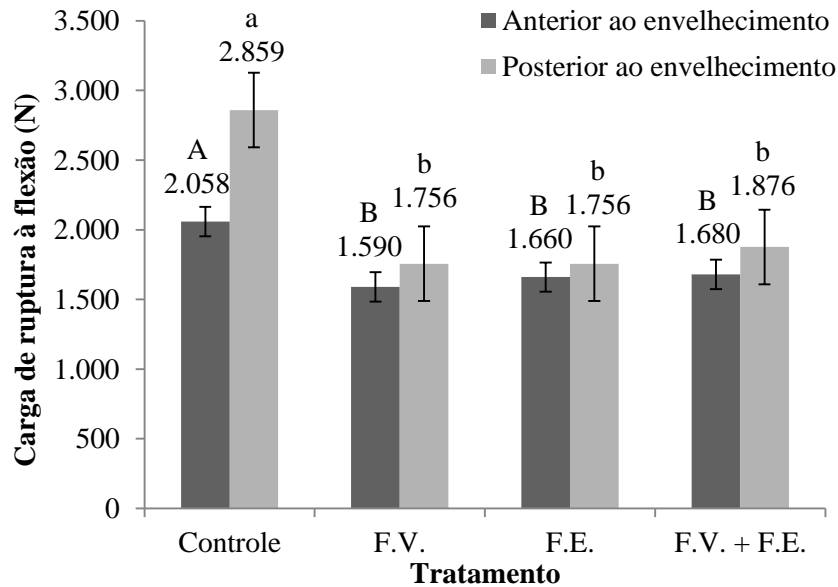 Anterior ao envelhecimento
Posterior ao envelhecimento
Carga de ruptura à flexão (N)
3.500
3.000
2.500
2.000
1.500
1.000
500
0
A
2.058
a
2.859
B
1.590
b
1.756
B
1.660
b
1.756
B
1.680
b
1.876
Controle
F.V.
F.E.
F.V. + F.E.
Tratamento